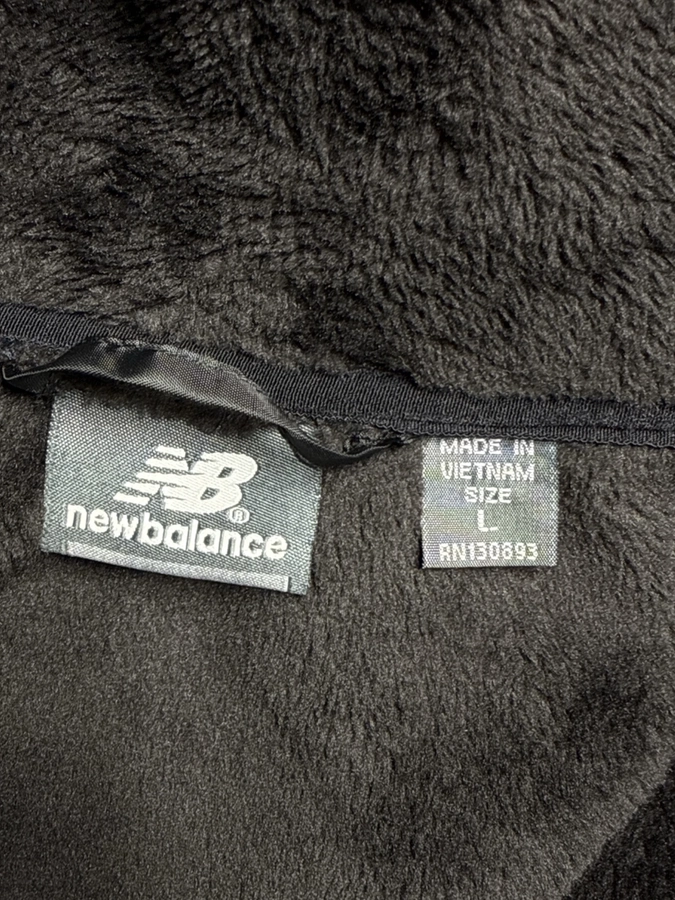 NB®
newbalance
MADE IN
VIETNAM
SIZE
L
RN130893